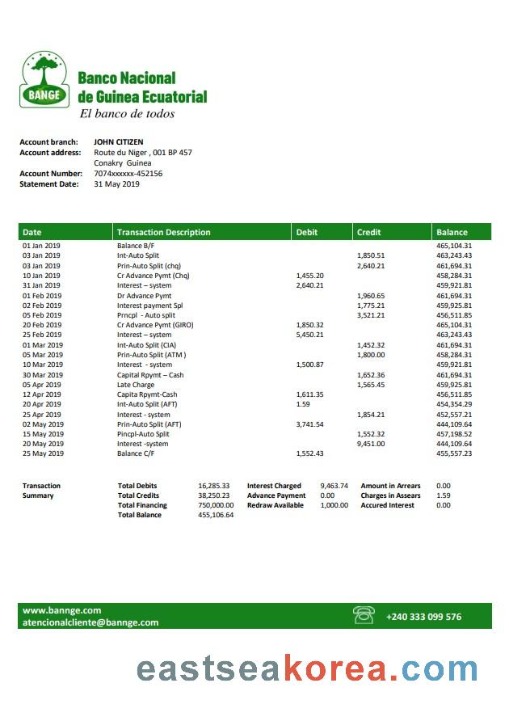 BANGE
Banco Nacional
de Guinea Ecuatorial
El banco de todos
Account branch: JOHN CITIZEN
Account address: Route du Niger , 001 BP 457
Conakry Guinea
Account Number: 7074xxxxxx-452156
Statement Date: 31 May 2019
Date Transaction Description Debit Credit Balance
01 Jan 2019 Balance B/F 465,104.31
03 Jan 2019 Int-Auto Split 1,850.51 463,243.43
03 Jan 2019 Prin-Auto Split (chq) 2,640.21 461,694.31
10 Jan 2019 Cr Advance Pymt (Chq) 1,455.20 458,284.31
31 Jan 2019 Interest – system 2,640.21 459,921.81
01 Feb 2019 Dr Advance Pymt 1,960.65 461,694.31
02 Feb 2019 Interest payment Spl 1,775.21 459,925.81
05 Feb 2019 Prncpl - Auto split 3,521.21 456,511.85
20 Feb 2019 Cr Advance Pymt (GIRO) 1,850.32 465,104.31
25 Feb 2019 Interest – system 5,450.21 463,243.43
01 Mar 2019 Int-Auto Split (CIA) 1,452.32 461,694.31
05 Mar 2019 Prin-Auto Split (ATM ) 1,800.00 458,284.31
10 Mar 2019 Interest - system 1,500.87 459,921.81
30 Mar 2019 Capital Rpymt – Cash 1,652.36 461,694.31
05 Apr 2019 Late Charge 1,565.45 459,925.81
12 Apr 2019 Capita Rpymt-Cash 1,611.35 456,511.85
20 Apr 2019 Int-Auto Split (AFT) 1.59 454,354.29
25 Apr 2019 Interest - system 1,854.21 452,557.21
02 May 2019 Prin-Auto Split (AFT) 3,741.54 444,109.64
15 May 2019 Pincpl-Auto Split 1,552.32 457,198.52
20 May 2019 Interest -system 9,451.00 444,109.64
25 May 2019 Balance C/F 1,552.43 455,557.23
Transaction Total Debits 16,285.33 Interest Charged 9,463.74 Amount in Arrears 0.00
Summary Total Credits 38,250.23 Advance Payment 0.00 Charges in Assears 1.59
Total Financing 750,000.00 Redraw Available 1,000.00 Accured Interest 0.00
Total Balance 455,106.64
www.bannge.com
atencionalcliente@bannge.com
+240 333 099 576
eastseakorea.com